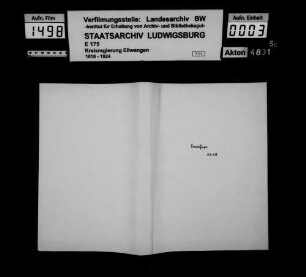 Aufn. Film
1498
Verfilmungsstelle: Landesarchiv BW
-Institut für Erhaltung von Archiv- und Bibliotheksgut-
STAATSARCHIV LUDWIGSBURG
E 175
Kreisregierung Ellwangen
1818 - 1924
Aufn. Einheit
0003
Akten 4831